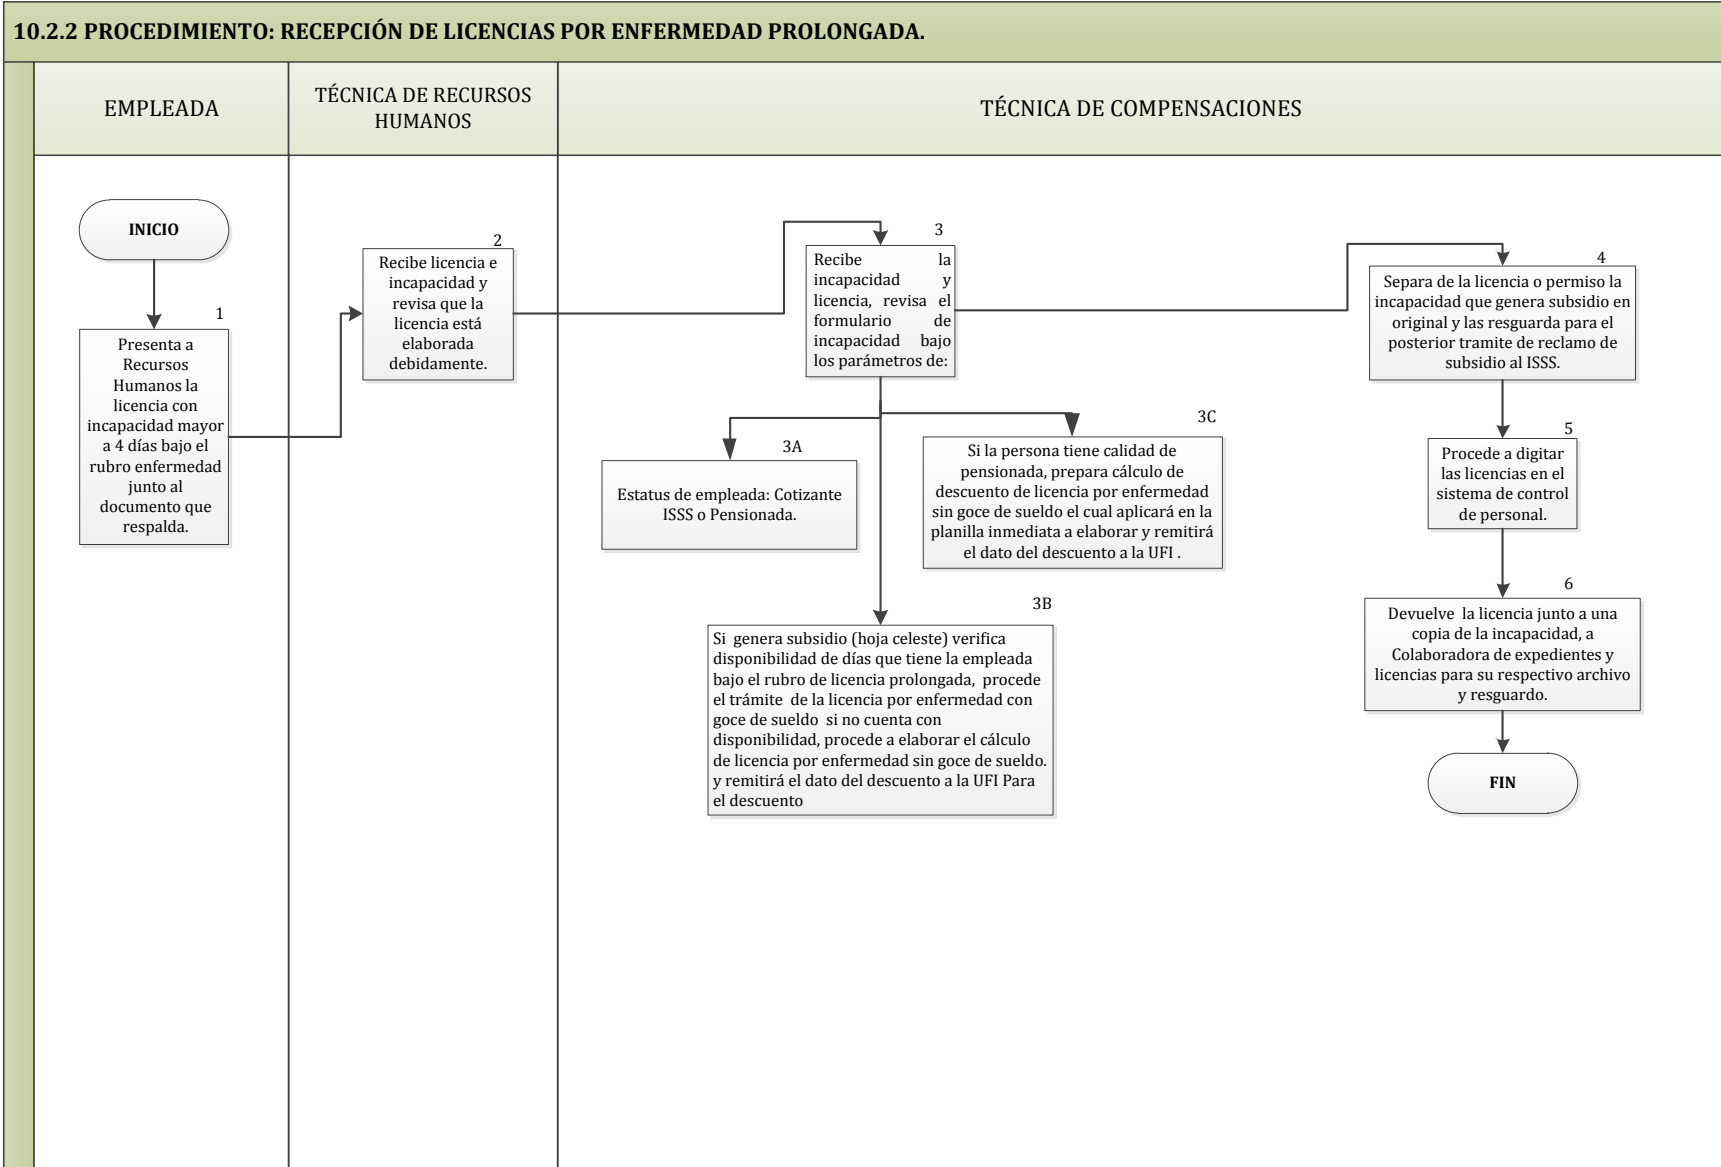 10.2.2 PROCEDIMIENTO: RECEPCIÓN DE LICENCIAS POR ENFERMEDAD PROLONGADA.
EMPLEADA
TÉCNICA DE RECURSOS
HUMANOS
TÉCNICA DE COMPENSACIONES
INICIO
1
Presenta a
Recursos
Humanos la
licencia con
incapacidad mayor
a 4 días bajo el
rubro enfermedad
junto al
documento que
respalda.
2
Recibe licencia e
incapacidad y
revisa que la
licencia está
elaborada
debidamente.
3
Recibe la
incapacidad y
licencia, revisa el
formulario de
incapacidad bajo
los parámetros de:
3A
Estatus de empleada: Cotizante
ISSS o Pensionada.
3C
Si la persona tiene calidad de
pensionada, prepara cálculo de
descuento de licencia por enfermedad
sin goce de sueldo el cual aplicará en la
planilla inmediata a elaborar y remitirá
el dato del descuento a la UFI .
3B
Si genera subsidio (hoja celeste) verifica
disponibilidad de días que tiene la empleada
bajo el rubro de licencia prolongada, procede
el trámite de la licencia por enfermedad con
goce de sueldo si no cuenta con
disponibilidad, procede a elaborar el cálculo
de licencia por enfermedad sin goce de sueldo.
y remitirá el dato del descuento a la UFI Para
el descuento
4
Separa de la licencia o permiso la
incapacidad que genera subsidio en
original y las resguarda para el
posterior tramite de reclamo de
subsidio al ISSS.
5
Procede a digitar
las licencias en el
sistema de control
de personal.
6
Devuelve la licencia junto a una
copia de la incapacidad, a
Colaboradora de expedientes y
licencias para su respectivo archivo
y resguardo.
FIN